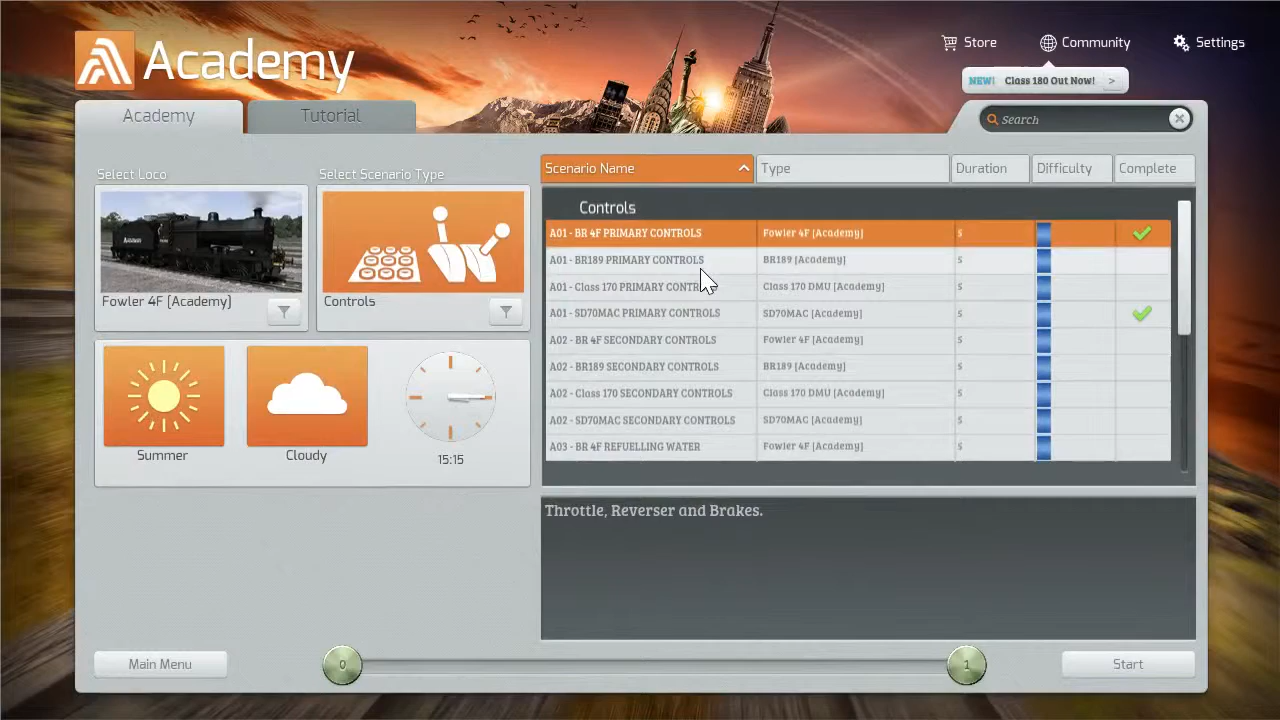 Academy
Store
Community
Settings
NEW! Class 180 Out Now! >
Academy
Tutorial
Search
Select Loco
Select Scenario Type
Fowler 4F [Academy]
Controls
Summer
Cloudy
15:15
Scenario Name
Type
Duration
Difficulty
Complete
Controls
A01 - BR 4F PRIMARY CONTROLS Fowler 4F [Academy] 5
A01 - BR189 PRIMARY CONTROLS BR189 [Academy] 5
A01 - Class 170 PRIMARY CONTR Class 170 DMU [Academy] 5
A01 - SD70MAC PRIMARY CONTROLS SD70MAC [Academy] 5
A02 - BR 4F SECONDARY CONTROLS Fowler 4F [Academy] 5
A02 - BR189 SECONDARY CONTROLS BR189 [Academy] 5
A02 - Class 170 SECONDARY CONTROLS Class 170 DMU [Academy] 5
A02 - SD70MAC SECONDARY CONTROLS SD70MAC [Academy] 5
A03 - BR 4F REFUELLING WATER Fowler 4F [Academy] 5
Throttle, Reverser and Brakes.
Main Menu
0
1
Start